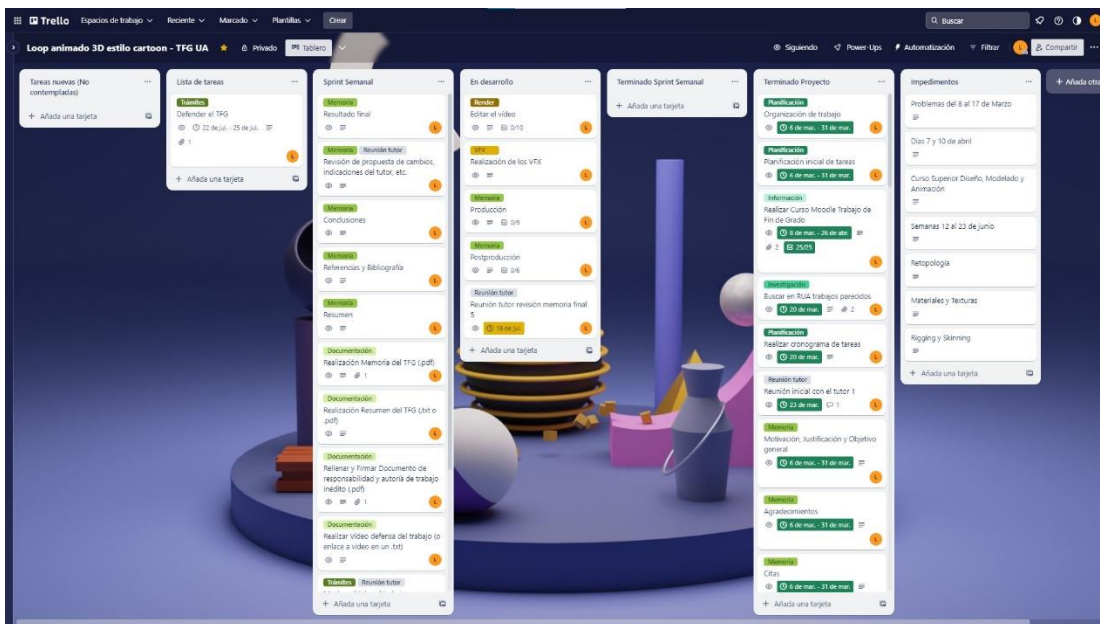 Trello Espacios de trabajo Reciente Marcado Plantillas Crear Buscar
Loop animado 3D estilo cartoon - TFG UA Privado Tablero Siguiendo Power-Ups Automatización Filtrar L Compartir
Tareas nuevas (No
contempladas)
+ Añada una tarjeta
Lista de tareas
Trámites
Defender el TFG
22 de jul. - 25 de jul.
1
L
+ Añada una tarjeta
Sprint Semanal
Memoria
Resultado final
L
Memoria Reunión tutor
Revisión de propuesta de cambios,
indicaciones del tutor, etc.
L
Memoria
Conclusiones
L
Memoria
Referencias y Bibliografía
L
Memoria
Resumen
L
Documentación
Realización Memoria del TFG (.pdf)
1
L
Documentación
Realización Resumen del TFG (.txt o
.pdf)
L
Documentación
Rellenar y Firmar Documento de
responsabilidad y autoría de trabajo
inédito (.pdf)
1
L
Documentación
Realizar Vídeo defensa del trabajo (o
enlace a video en un .txt)
L
Trámites Reunión tutor
+ Añada una tarjeta
En desarrollo
Render
Editar el vídeo
0/10
L
VFX
Realización de los VFX
L
Memoria
Producción
0/9
L
Memoria
Postproducción
0/6
L
Reunión tutor
Reunión tutor revisión memoria final
5
18 de jul.
L
+ Añada una tarjeta
Terminado Sprint Semanal
+ Añada una tarjeta
Terminado Proyecto
Planificación
Organización de trabajo
6 de mar. - 31 de mar.
L
Planificación
Planificación inicial de tareas
6 de mar. - 31 de mar.
L
Información
Realizar Curso Moodle Trabajo de
Fin de Grado
8 de mar. - 26 de abr.
2 25/25
L
Investigación
Buscar en RUA trabajos parecidos
20 de mar. 2
L
Planificación
Realizar cronograma de tareas
20 de mar.
L
Reunión tutor
Reunión inicial con el tutor 1
23 de mar. 1
L
Memoria
Motivación, Justificación y Objetivo
general
6 de mar. - 31 de mar.
L
Memoria
Agradecimientos
6 de mar. - 31 de mar.
L
Memoria
Citas
6 de mar. - 31 de mar.
+ Añada una tarjeta
Impedimentos
Problemas del 8 al 17 de Marzo
Días 7 y 10 de abril
Curso Superior Diseño, Modelado y
Animación
Semanas 12 al 23 de junio
Retopología
Materiales y Texturas
Rigging y Skinning
+ Añada una tarjeta
+ Añada otra